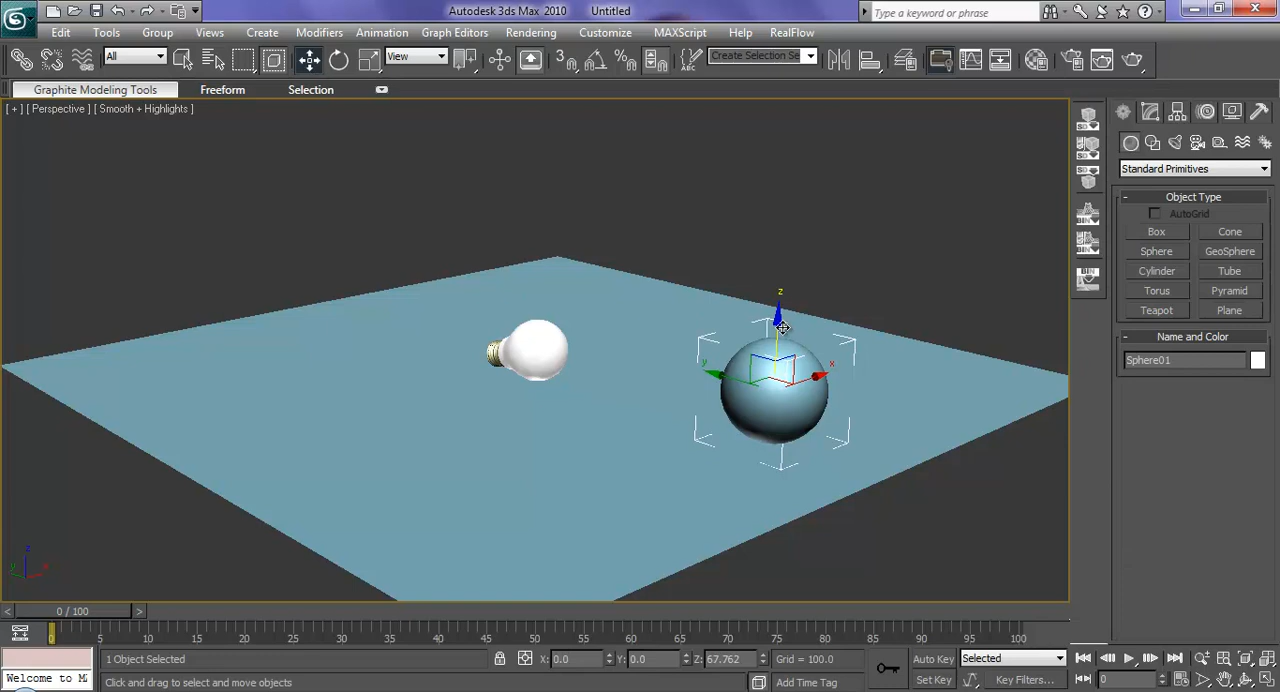 Autodesk 3ds Max 2010 Untitled
Type a keyword or phrase
Edit Tools Group Views Create Modifiers Animation Graph Editors Rendering Customize MAXScript Help RealFlow
All View Create Selection Se
Graphite Modeling Tools Freeform Selection
[ + ] [ Perspective ] [ Smooth + Highlights ]
Standard Primitives
- Object Type
AutoGrid
Box Cone
Sphere GeoSphere
Cylinder Tube
Torus Pyramid
Teapot Plane
- Name and Color
Sphere01
z
y x
z
y x
< 0 / 100 >
0 5 10 15 20 25 30 35 40 45 50 55 60 65 70 75 80 85 90 95 100
1 Object Selected X: 0.0 Y: 0.0 Z: 67.762 Grid = 100.0 Auto Key Selected
Welcome to M Click and drag to select and move objects Add Time Tag Set Key Key Filters... 0